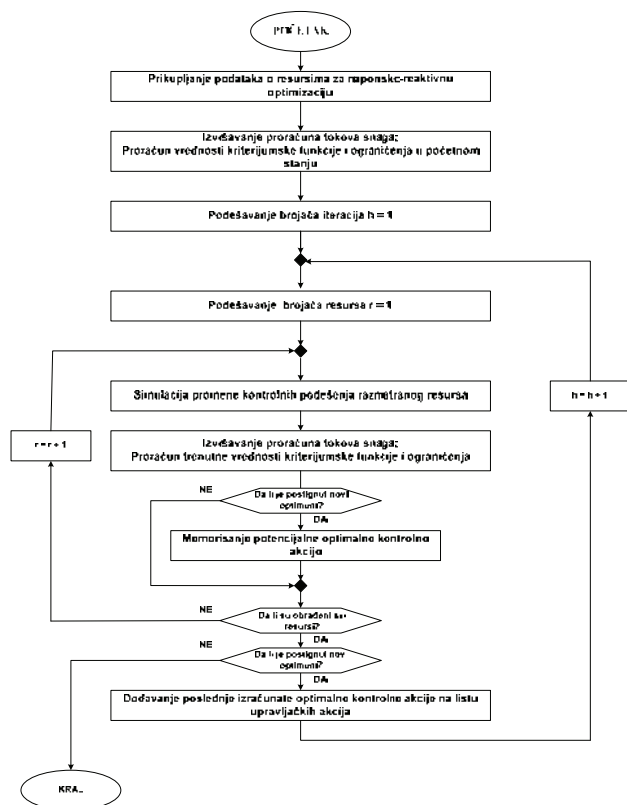 POČETAK
Prikupljanje podataka o resursima za naponsko-reaktivnu
optimizaciju
Izvršavanje proračuna tokova snaga;
Proračun vrednosti kriterijumske funkcije i ograničenja u početnom
stanju
Podešavanje brojača iteracija h = 1
Podešavanje brojača resursa r = 1
Simulacija promene kontrolnih podešenja razmatranog resursa
h = h + 1
r = r + 1
Izvršavanje proračuna tokova snaga;
Proračun trenutne vrednosti kriterijumske funkcije i ograničenja
NE
Da li je postignut novi
optimum?
DA
Memorisanje potencijalne optimalne kontrolne
akcije
NE
Da li su obrađeni svi
resursi?
DA
NE
Da li je postignut novi
optimum?
DA
Dodavanje poslednje izračunate optimalne kontrolne akcije na listu
upravljačkih akcija
KRAJ